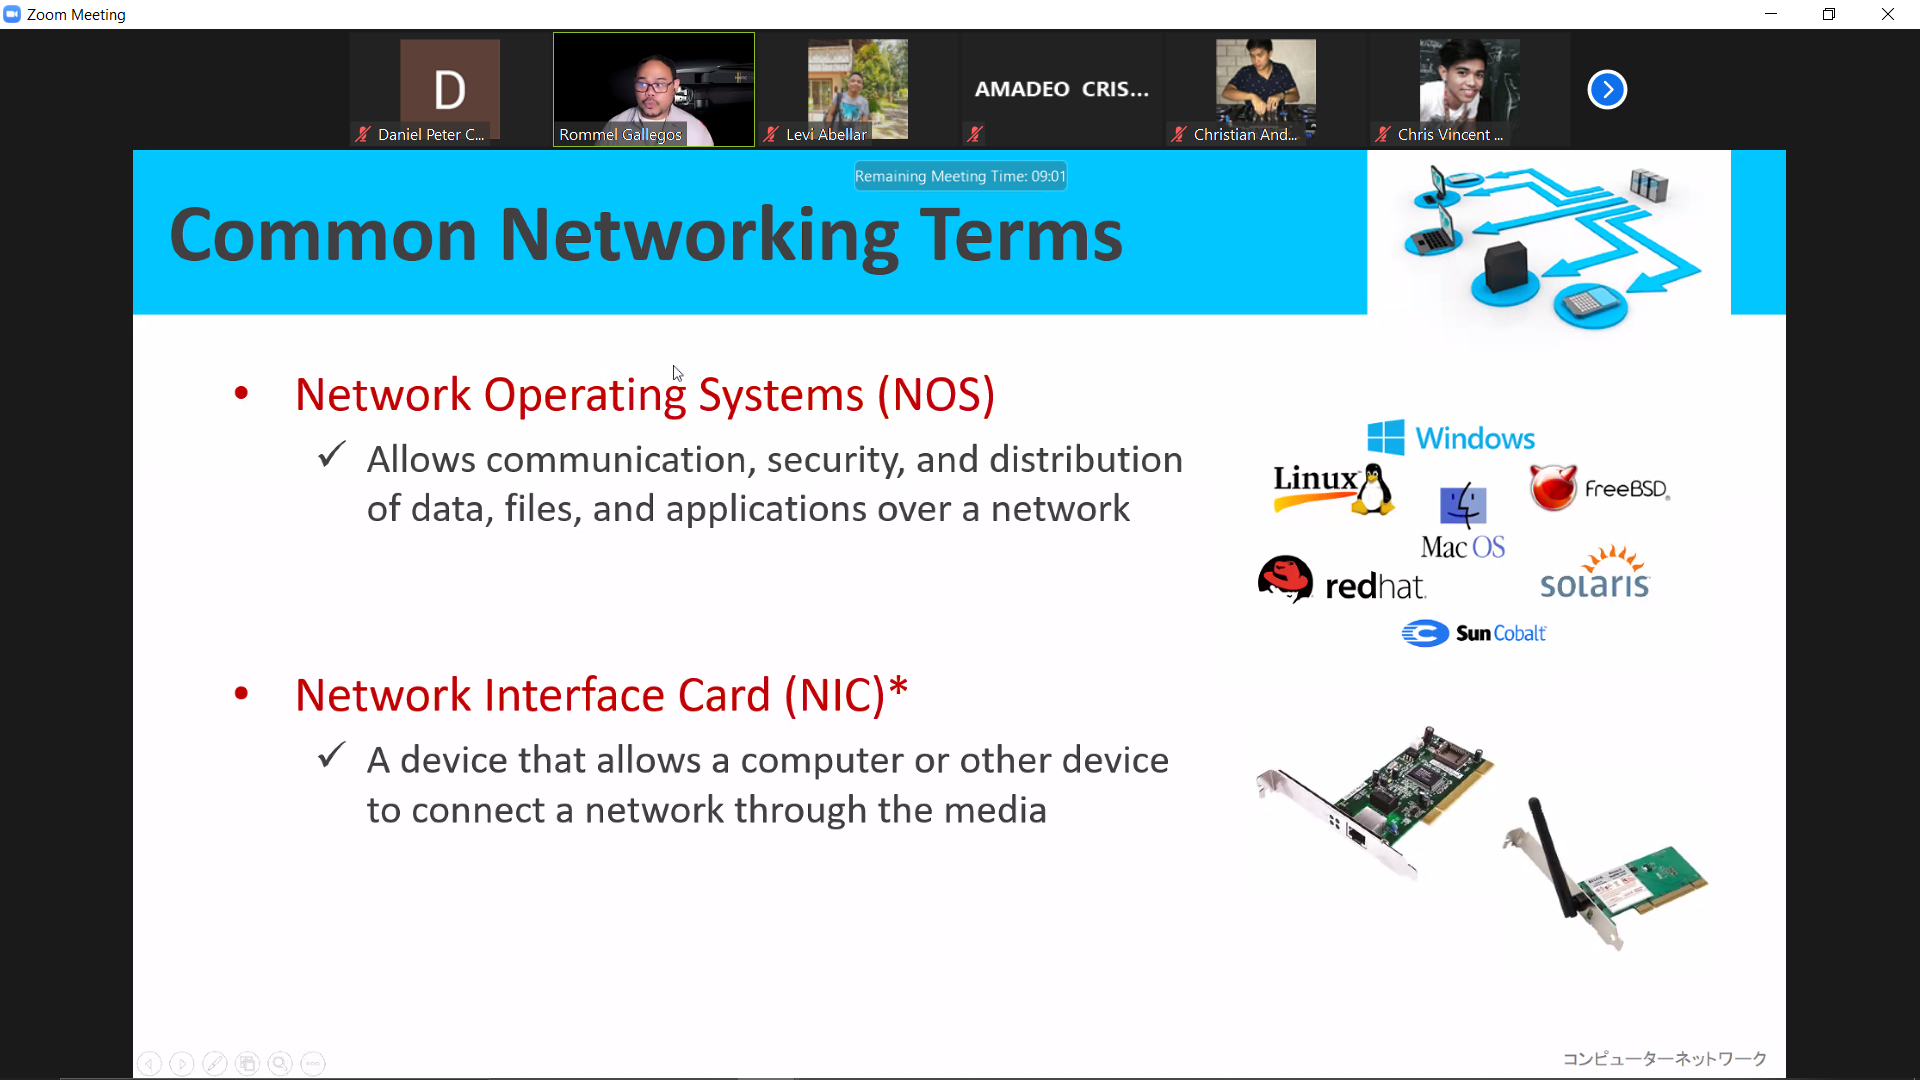 Zoom Meeting
D
AMADEO CRIS...
Daniel Peter C...
Rommel Gallegos
Levi Abellar
Christian And...
Chris Vincent ...
Remaining Meeting Time: 09:01
Common Networking Terms
• Network Operating Systems (NOS)
✓ Allows communication, security, and distribution
of data, files, and applications over a network
Windows
Linux
FreeBSD®
Mac OS
redhat.
solaris
Sun Cobalt
• Network Interface Card (NIC)*
✓ A device that allows a computer or other device
to connect a network through the media
コンピューターネットワーク